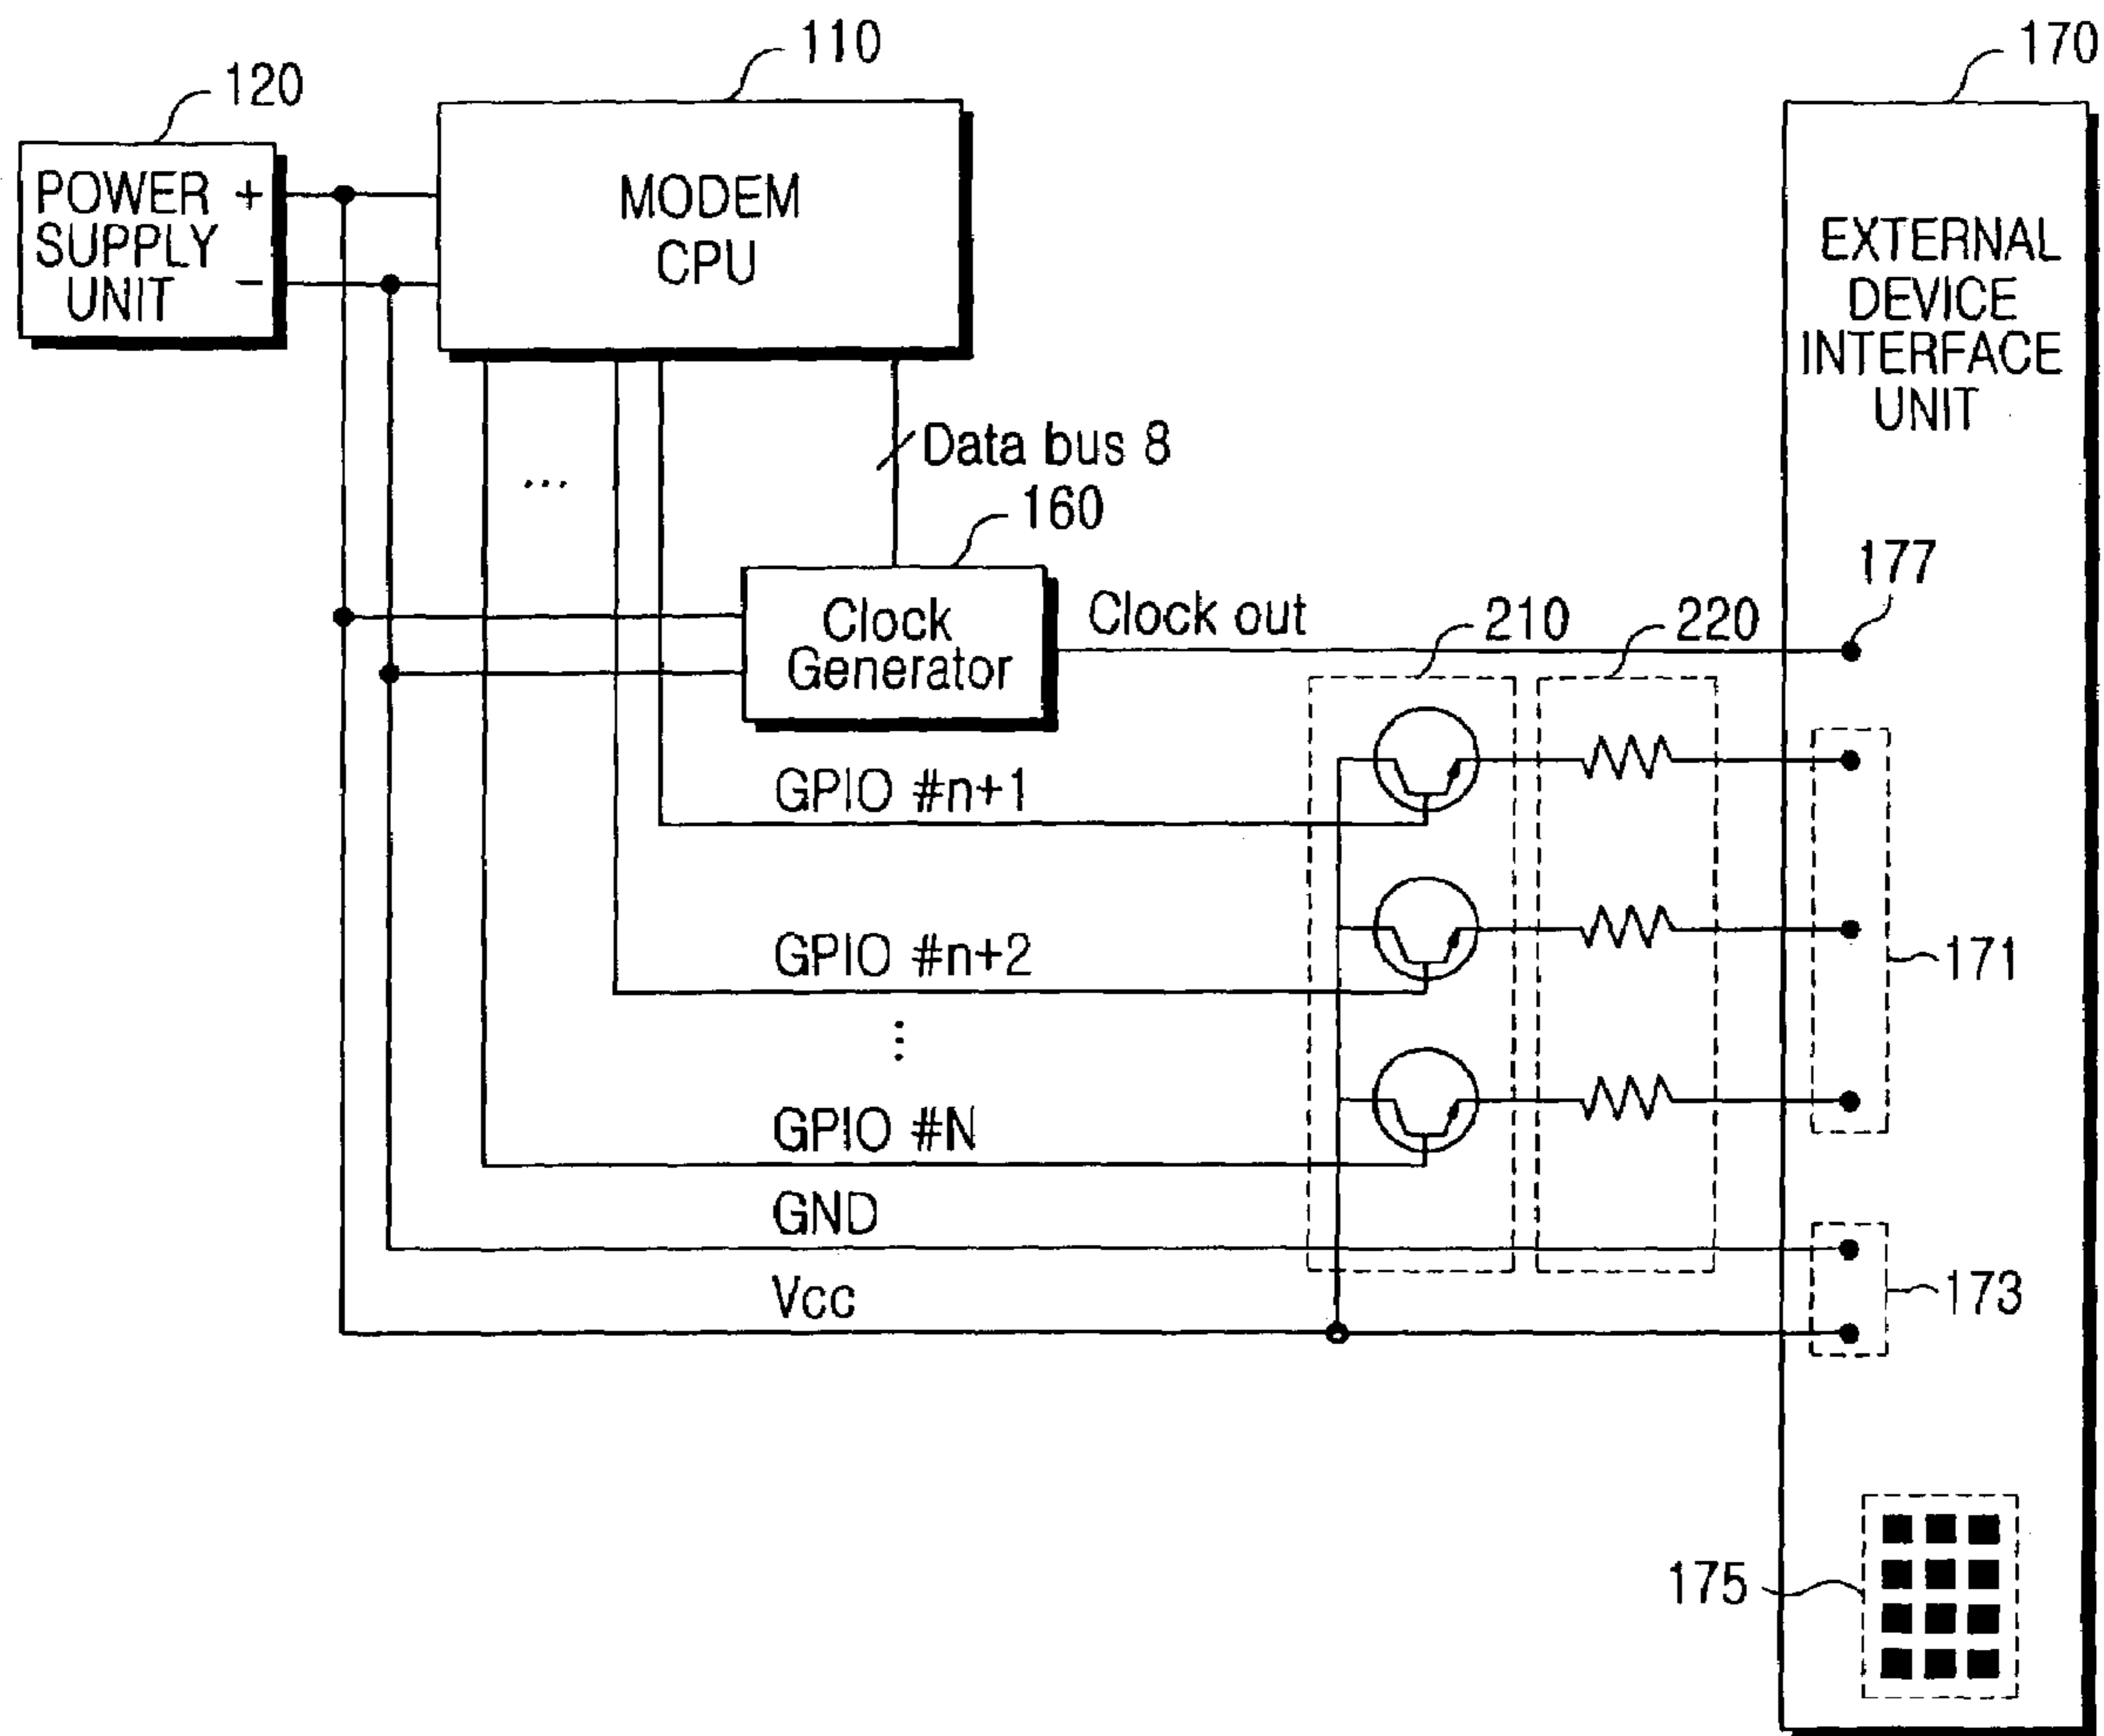 110
170
120
POWER +
SUPPLY
UNIT −
MODEM
CPU
EXTERNAL
DEVICE
INTERFACE
UNIT
Data bus 8
...
160
177
Clock
Generator
Clock out
210
220
GPIO #n+1
GPIO #n+2
171
...
GPIO #N
GND
Vcc
173
175